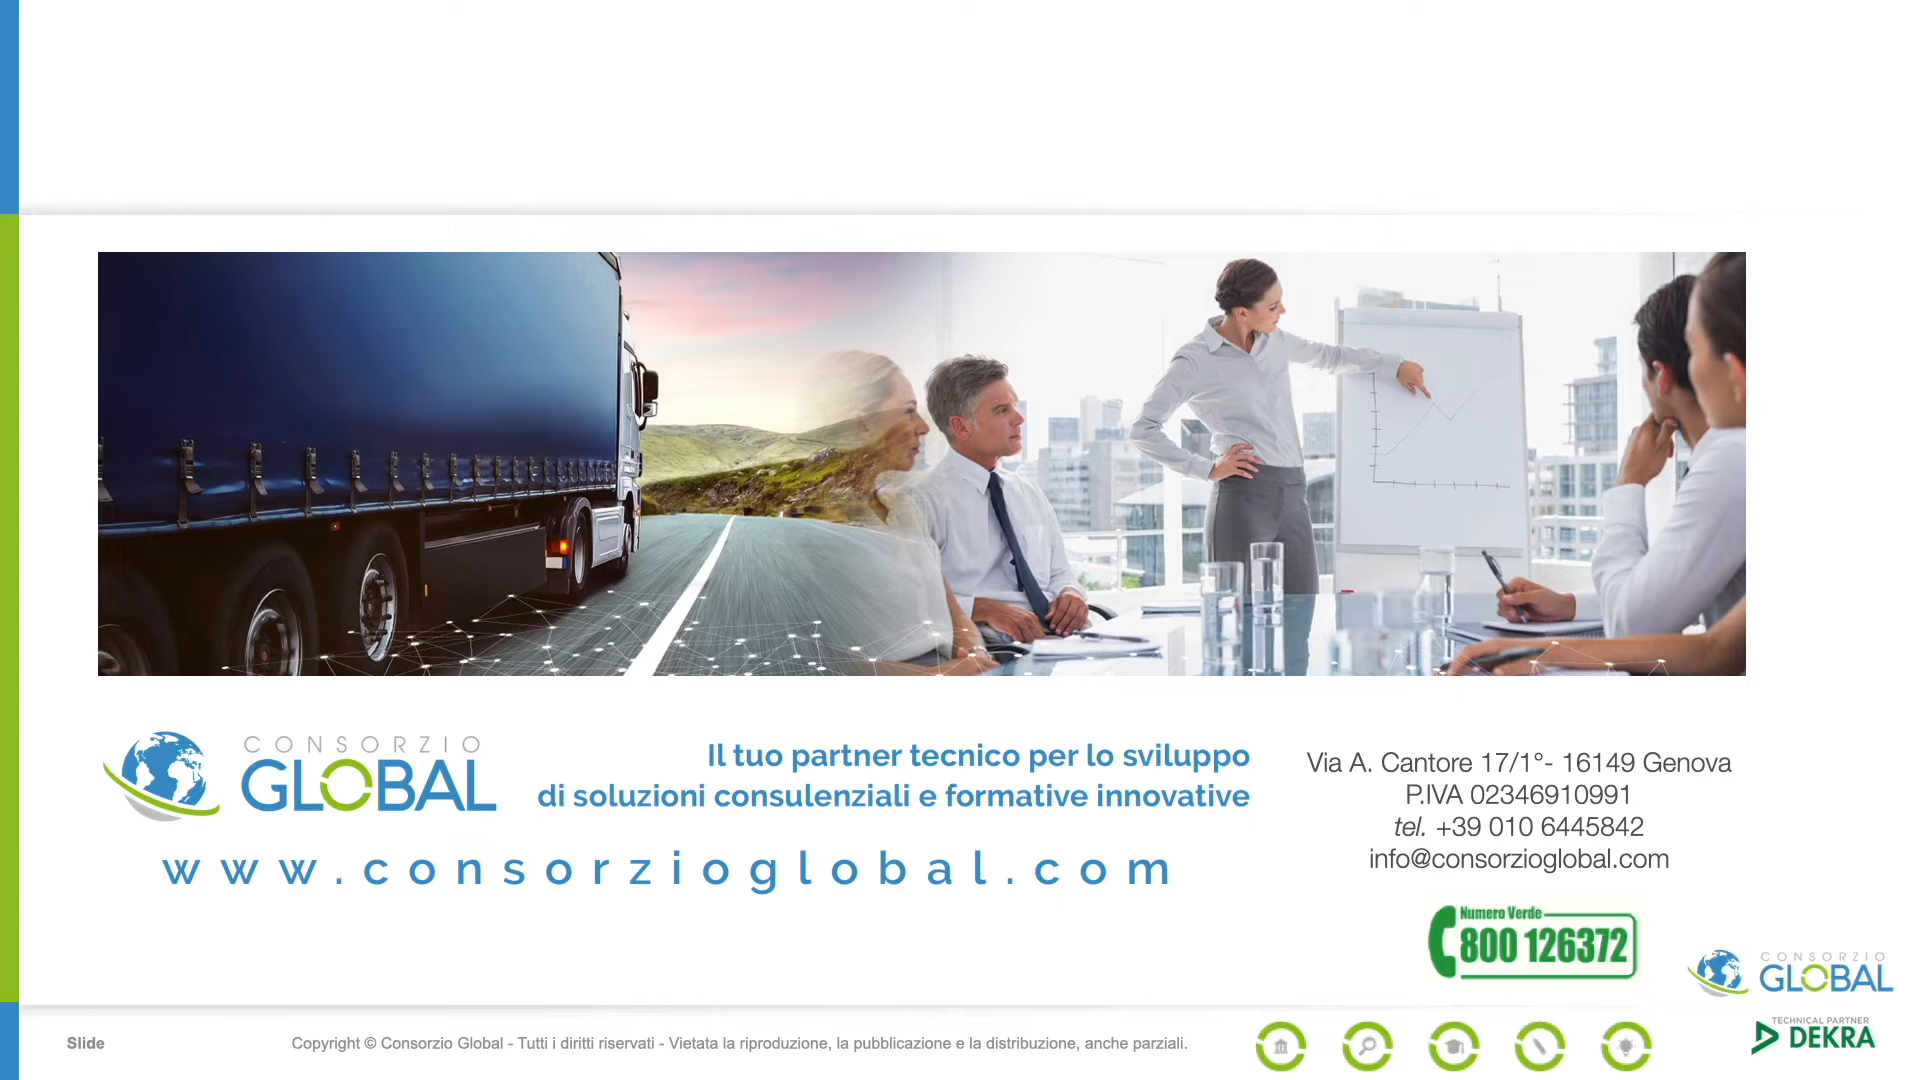 CONSORZIO
GLOBAL
Il tuo partner tecnico per lo sviluppo
di soluzioni consulenziali e formative innovative
www.consorzioglobal.com
Via A. Cantore 17/1°- 16149 Genova
P.IVA 02346910991
tel. +39 010 6445842
info@consorzioglobal.com
Numero Verde
800 126372
CONSORZIO
GLOBAL
Slide
Copyright © Consorzio Global - Tutti i diritti riservati - Vietata la riproduzione, la pubblicazione e la distribuzione, anche parziali.
TECHNICAL PARTNER
DEKRA